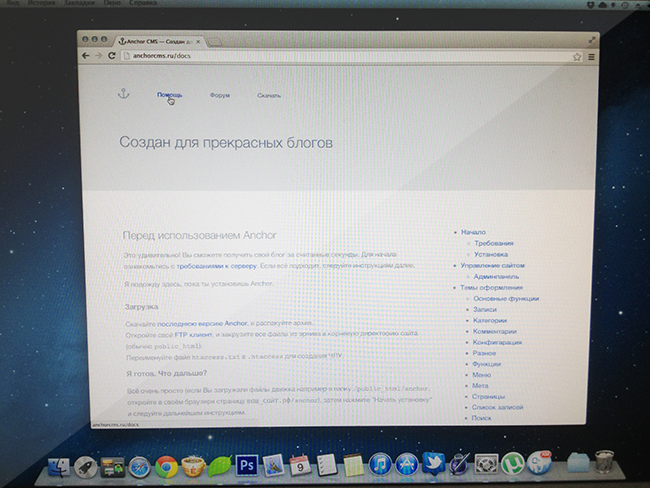 Вид История Закладки Окно Справка
Anchor CMS — Создан дл
anchorcms.ru/docs
Помощь Форум Скачать
Создан для прекрасных блогов
Перед использованием Anchor
Это удивительно! Вы сможете получить свой блог за считанные секунды. Для начала
ознакомьтесь с требованиями к серверу. Если всё подходит, следуйте инструкциям далее.
Я подожду здесь, пока ты установишь Anchor.
Загрузка
Скачайте последнюю версию Anchor, и распакуйте архив.
Откройте свой FTP клиент, и закрузите все файлы из архива в корневую директорию сайта
(обычно public_html).
Переименуйте файл htaccess.txt в .htaccess для создания ЧПУ
Я готов. Что дальше?
Всё очень просто если Вы загружали файлы движка например в папку /public_html/anchor,
откройте в своём браузере страницу ваш_сайт.рф/anchor, затем нажмите "Начать установку"
и следуйте дальнейшим инструкциям.
Начало
Требования
Установка
Управление сайтом
Админпанель
Темы оформления
Основные функции
Записи
Категории
Комментарии
Конфигарация
Разное
Функции
Меню
Мета
Страницы
Список записей
Поиск
anchorcms.ru/docs
Ps
9